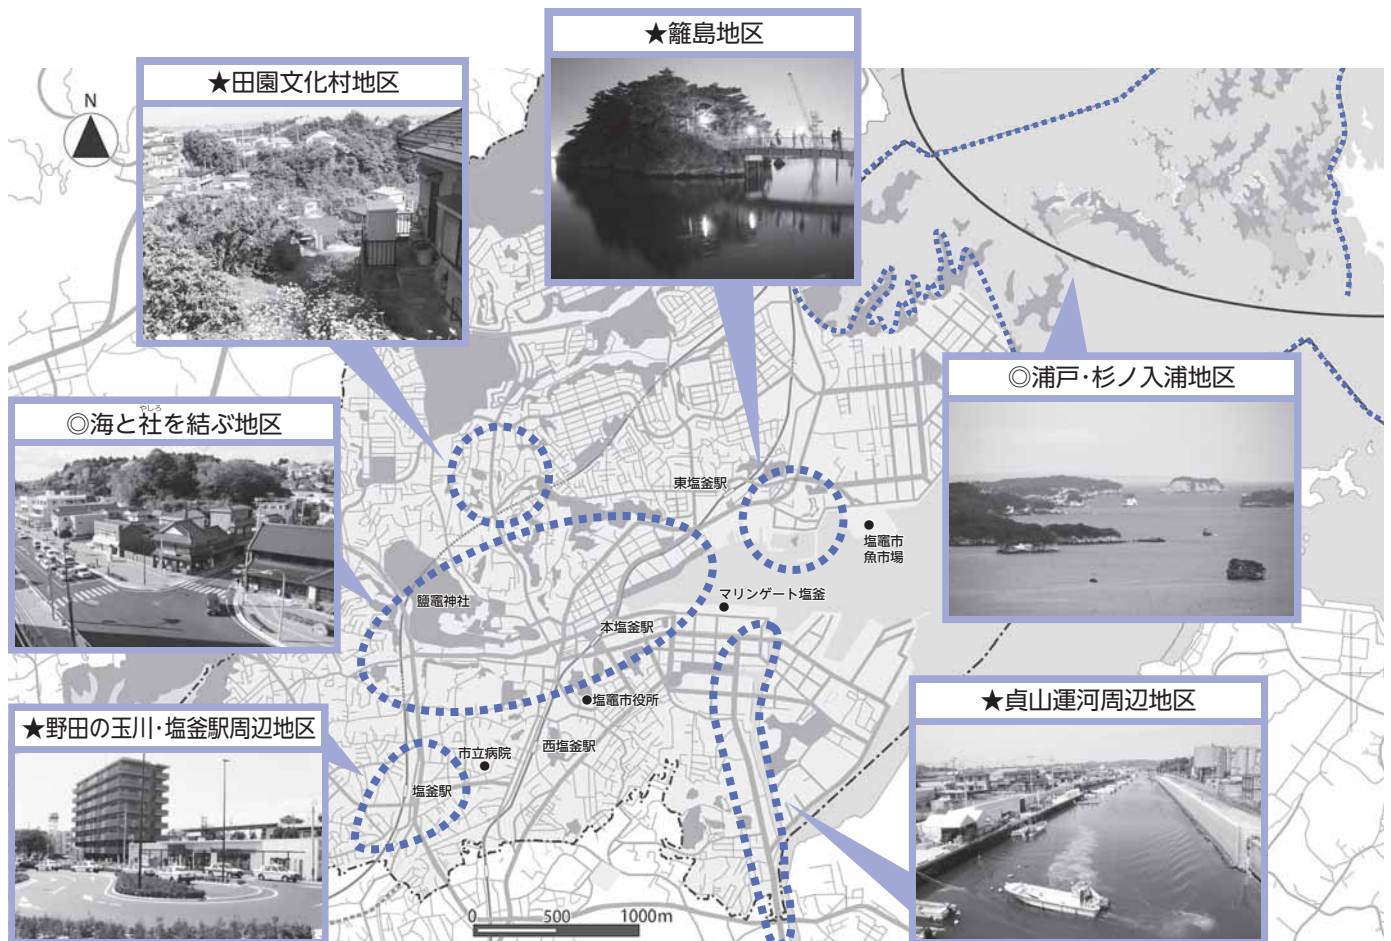 ★籬島地区
★田園文化村地区
N
◎浦戸・杉ノ入浦地区
やしろ
◎海と社を結ぶ地区
東塩釜駅
塩竈市
魚市場
鹽竈神社
マリンゲート塩釜
本塩釜駅
塩竈市役所
★貞山運河周辺地区
★野田の玉川・塩釜駅周辺地区
西塩釜駅
市立病院
塩釜駅
0 500 1000m